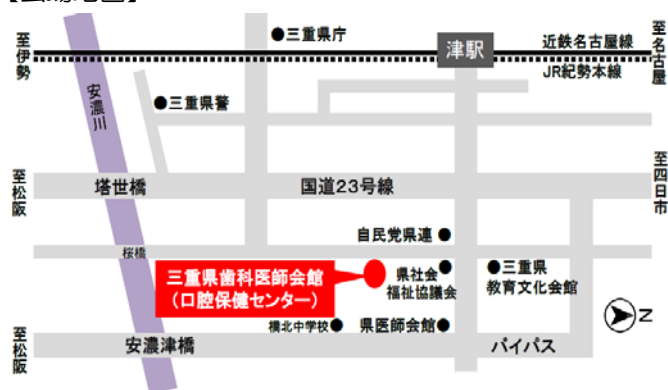 ●三重県庁
津駅
近鉄名古屋線
JR紀勢本線
至伊勢
至名古屋
安濃川
●三重県警
至松阪
塔世橋
国道23号線
至四日市
自民党県連●
桜橋
三重県歯科医師会館
（口腔保健センター）
県社会●
福祉協議会
●三重県
教育文化会館
N
橋北中学校●
県医師会館●
至松阪
安濃津橋
バイパス